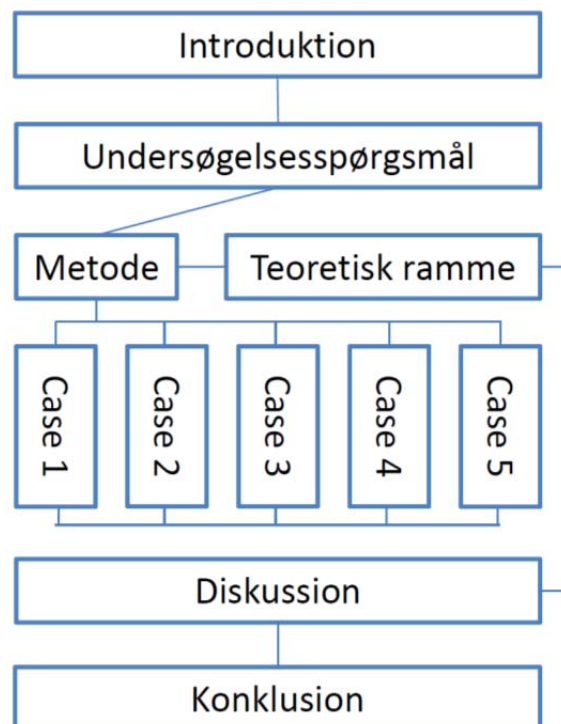 Introduktion
Undersøgelsesspørgsmål
Metode
Teoretisk ramme
Case 1
Case 2
Case 3
Case 4
Case 5
Diskussion
Konklusion